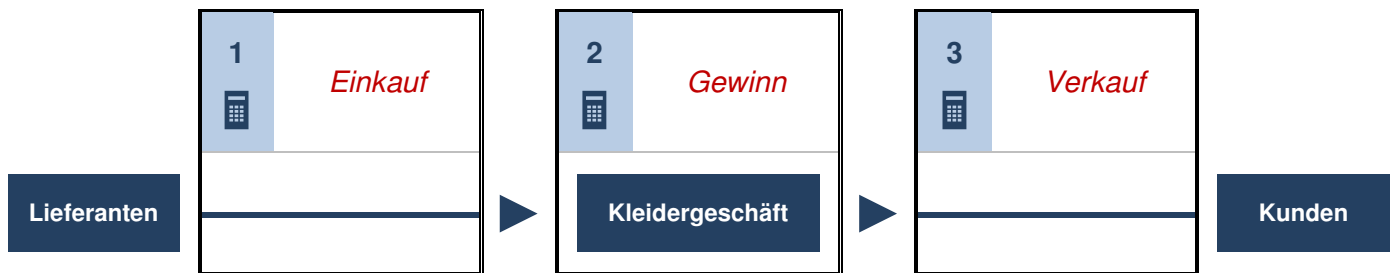 1
Einkauf
2
Gewinn
3
Verkauf
Lieferanten
Kleidergeschäft
Kunden